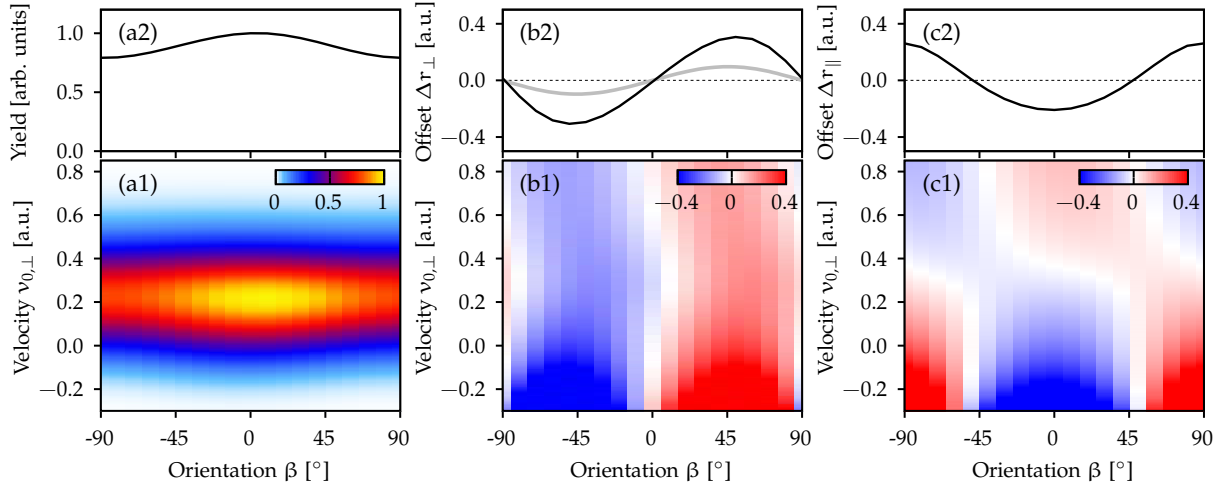 (a2)
Yield [arb. units]
1.0
0.5
0.0
(b2)
Offset Δr⊥ [a.u.]
0.4
0.0
−0.4
(c2)
Offset Δr∥ [a.u.]
0.4
0.0
−0.4
(a1)
0 0.5 1
Velocity v0,⊥ [a.u.]
0.8
0.6
0.4
0.2
0.0
−0.2
-90 -45 0 45 90
Orientation β [°]
(b1)
−0.4 0 0.4
Velocity v0,⊥ [a.u.]
0.8
0.6
0.4
0.2
0.0
−0.2
-90 -45 0 45 90
Orientation β [°]
(c1)
−0.4 0 0.4
Velocity v0,⊥ [a.u.]
0.8
0.6
0.4
0.2
0.0
−0.2
-90 -45 0 45 90
Orientation β [°]